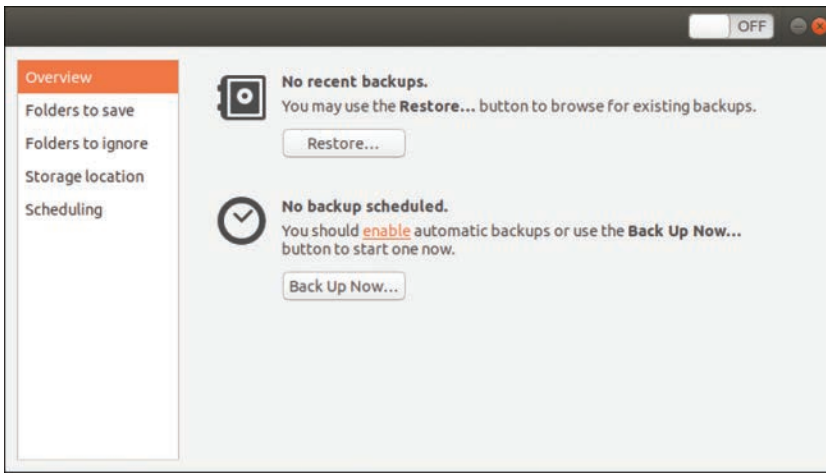 OFF
Overview
Folders to save
Folders to ignore
Storage location
Scheduling
No recent backups.
You may use the Restore... button to browse for existing backups.
Restore...
No backup scheduled.
You should enable automatic backups or use the Back Up Now...
button to start one now.
Back Up Now...